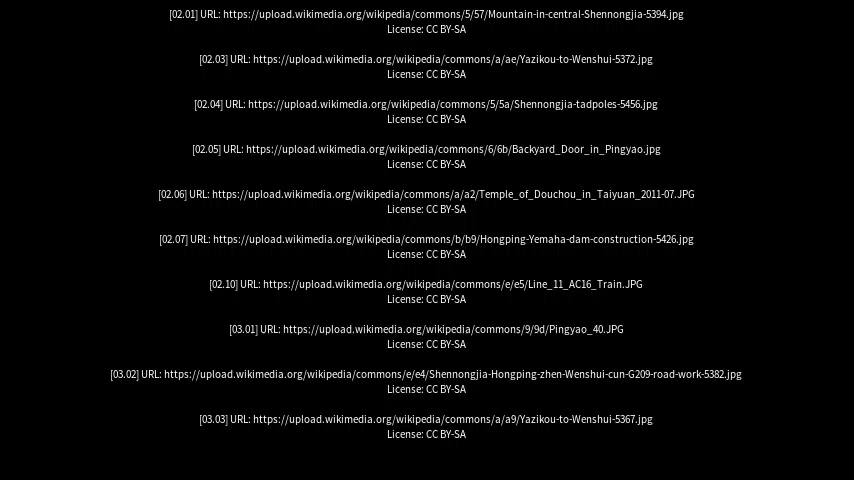 [02.01] URL: https://upload.wikimedia.org/wikipedia/commons/5/57/Mountain-in-central-Shennongjia-5394.jpg
License: CC BY-SA
[02.03] URL: https://upload.wikimedia.org/wikipedia/commons/a/ae/Yazikou-to-Wenshui-5372.jpg
License: CC BY-SA
[02.04] URL: https://upload.wikimedia.org/wikipedia/commons/5/5a/Shennongjia-tadpoles-5456.jpg
License: CC BY-SA
[02.05] URL: https://upload.wikimedia.org/wikipedia/commons/6/6b/Backyard_Door_in_Pingyao.jpg
License: CC BY-SA
[02.06] URL: https://upload.wikimedia.org/wikipedia/commons/a/a2/Temple_of_Douchou_in_Taiyuan_2011-07.JPG
License: CC BY-SA
[02.07] URL: https://upload.wikimedia.org/wikipedia/commons/b/b9/Hongping-Yemaha-dam-construction-5426.jpg
License: CC BY-SA
[02.10] URL: https://upload.wikimedia.org/wikipedia/commons/e/e5/Line_11_AC16_Train.JPG
License: CC BY-SA
[03.01] URL: https://upload.wikimedia.org/wikipedia/commons/9/9d/Pingyao_40.JPG
License: CC BY-SA
[03.02] URL: https://upload.wikimedia.org/wikipedia/commons/e/e4/Shennongjia-Hongping-zhen-Wenshui-cun-G209-road-work-5382.jpg
License: CC BY-SA
[03.03] URL: https://upload.wikimedia.org/wikipedia/commons/a/a9/Yazikou-to-Wenshui-5367.jpg
License: CC BY-SA